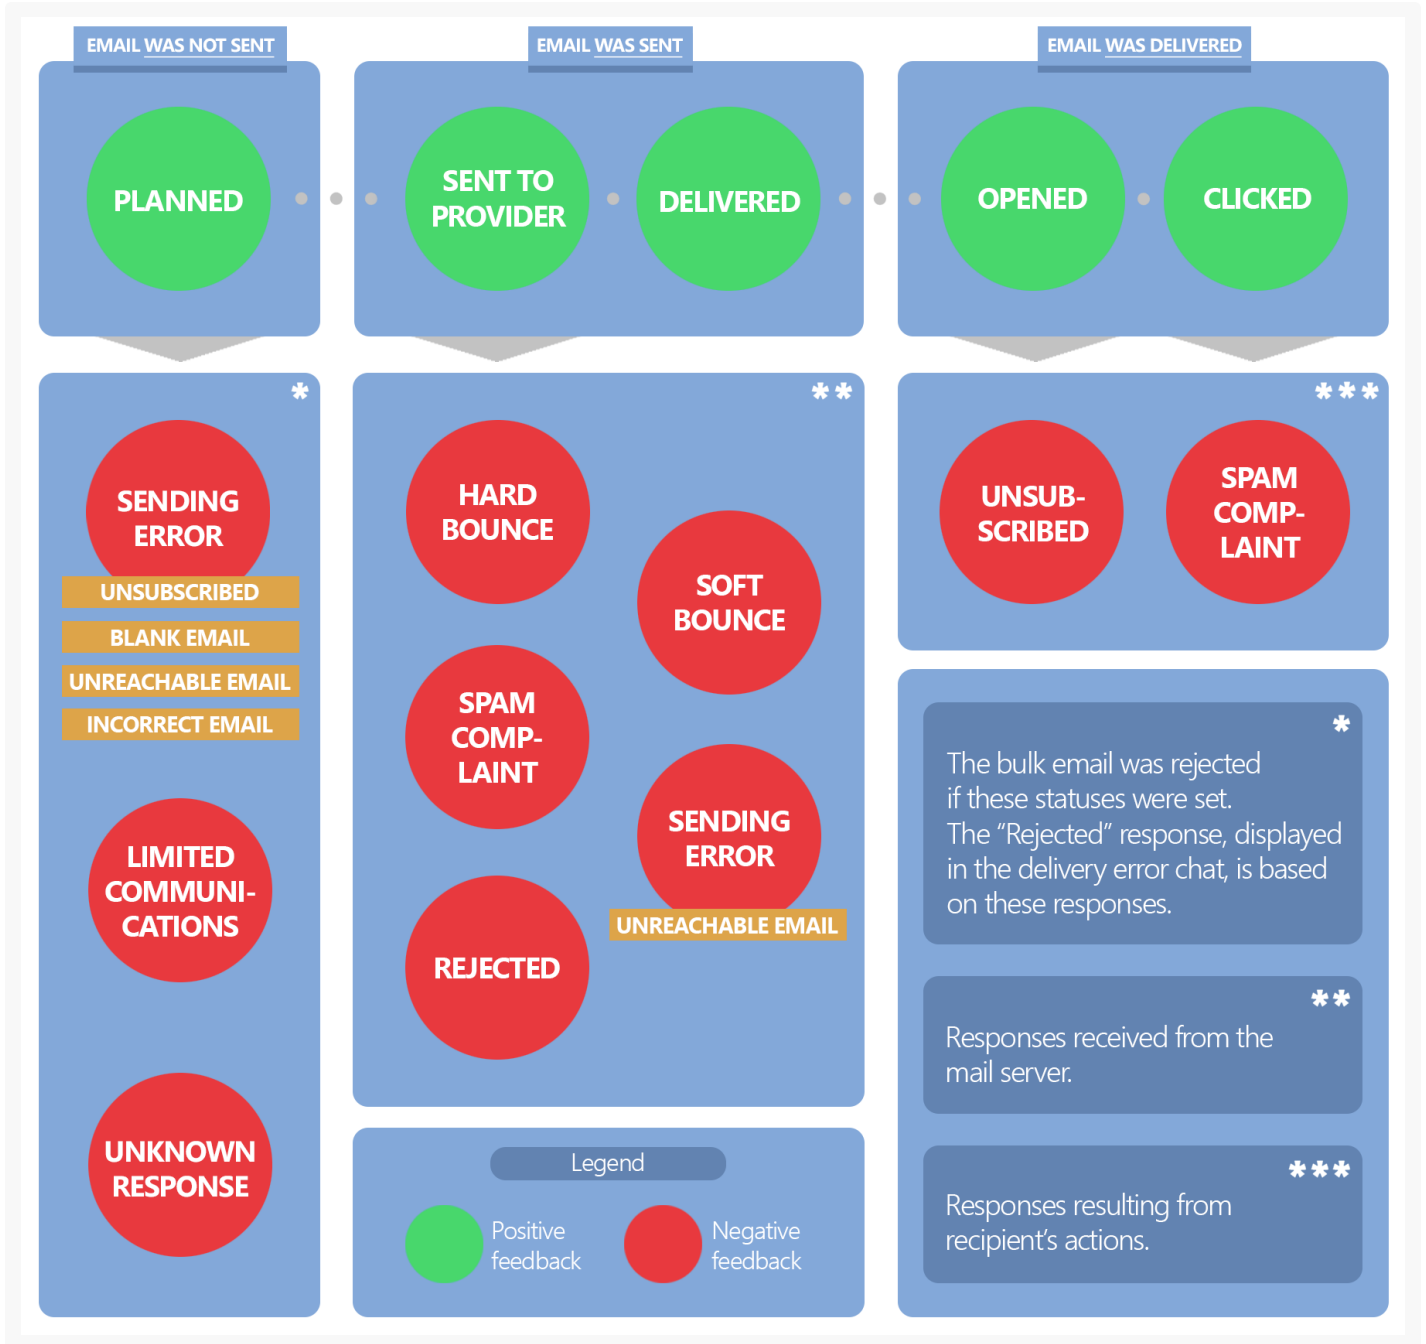 EMAIL WAS NOT SENT
EMAIL WAS SENT
EMAIL WAS DELIVERED
PLANNED
SENT TO
PROVIDER
DELIVERED
OPENED
CLICKED
*
SENDING
ERROR
UNSUBSCRIBED
BLANK EMAIL
UNREACHABLE EMAIL
INCORRECT EMAIL
LIMITED
COMMUNI-
CATIONS
UNKNOWN
RESPONSE
**
HARD
BOUNCE
SOFT
BOUNCE
SPAM
COMP-
LAINT
SENDING
ERROR
UNREACHABLE EMAIL
REJECTED
***
UNSUB-
SCRIBED
SPAM
COMP-
LAINT
*
The bulk email was rejected
if these statuses were set.
The “Rejected” response, displayed
in the delivery error chat, is based
on these responses.
**
Responses received from the
mail server.
***
Responses resulting from
recipient’s actions.
Legend
Positive
feedback
Negative
feedback